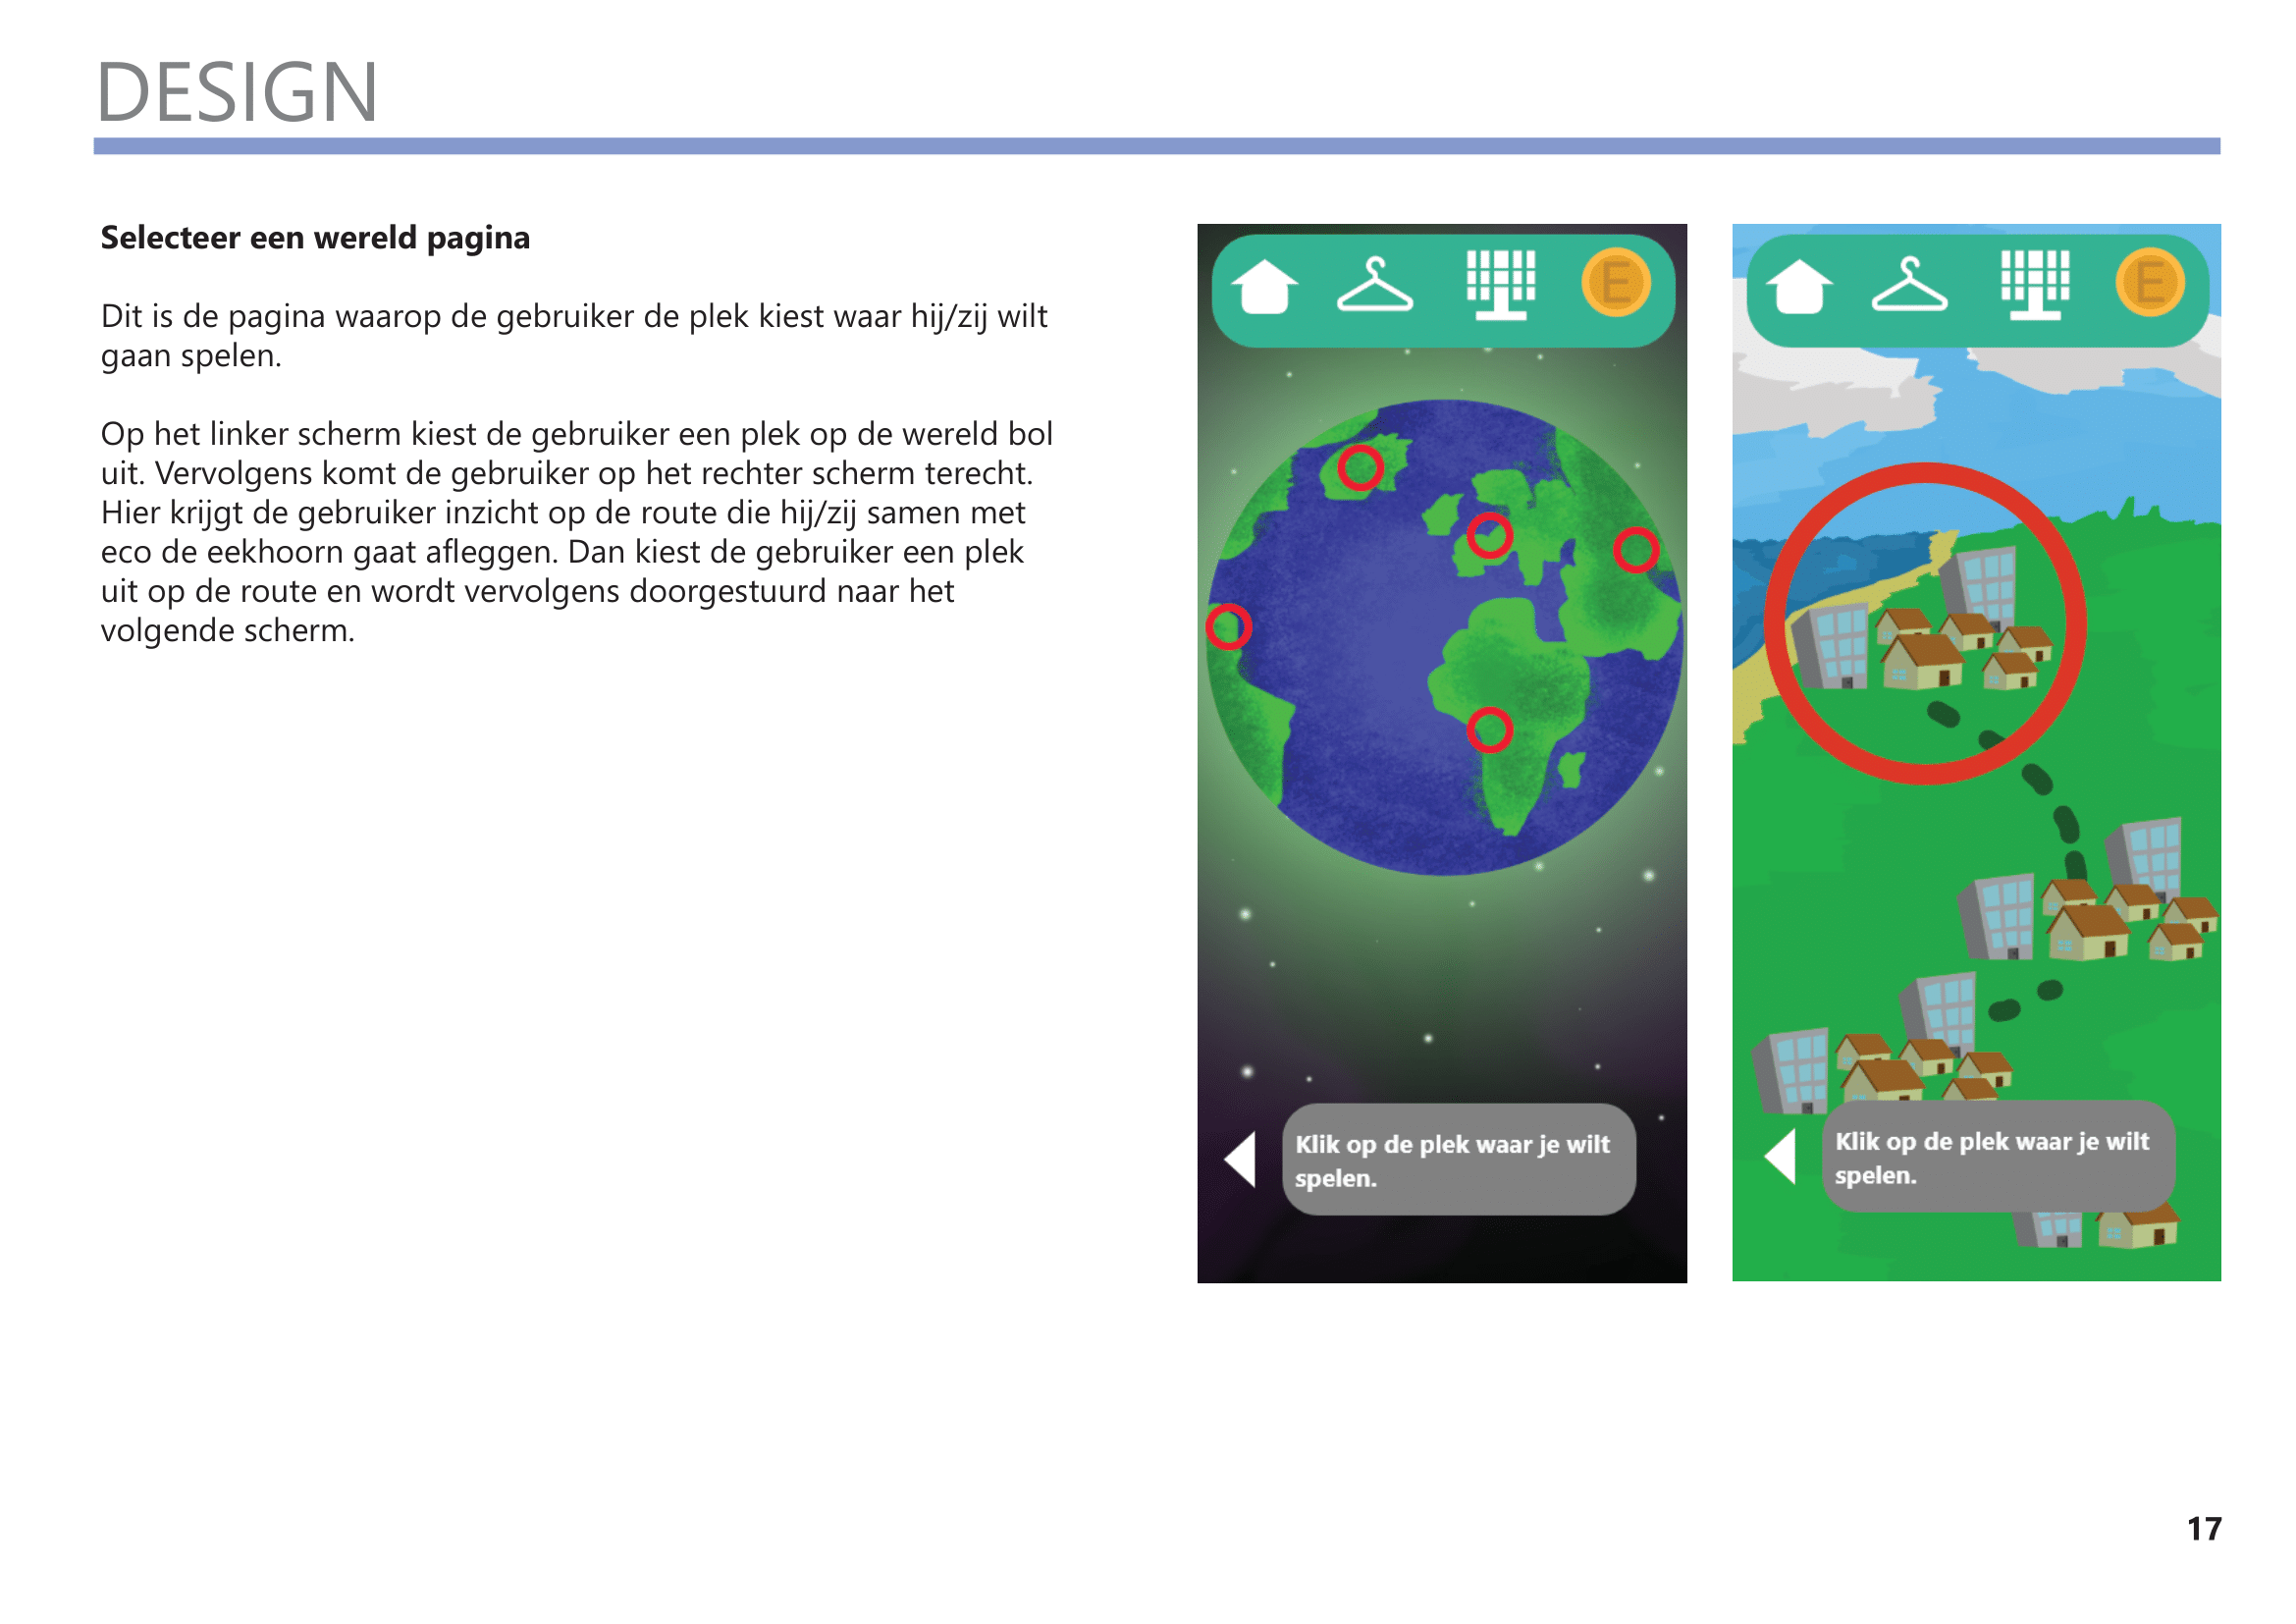 DESIGN
Selecteer een wereld pagina
Dit is de pagina waarop de gebruiker de plek kiest waar hij/zij wilt
gaan spelen.
Op het linker scherm kiest de gebruiker een plek op de wereld bol
uit. Vervolgens komt de gebruiker op het rechter scherm terecht.
Hier krijgt de gebruiker inzicht op de route die hij/zij samen met
eco de eekhoorn gaat afleggen. Dan kiest de gebruiker een plek
uit op de route en wordt vervolgens doorgestuurd naar het
volgende scherm.
E
Klik op de plek waar je wilt
spelen.
E
Klik op de plek waar je wilt
spelen.
17